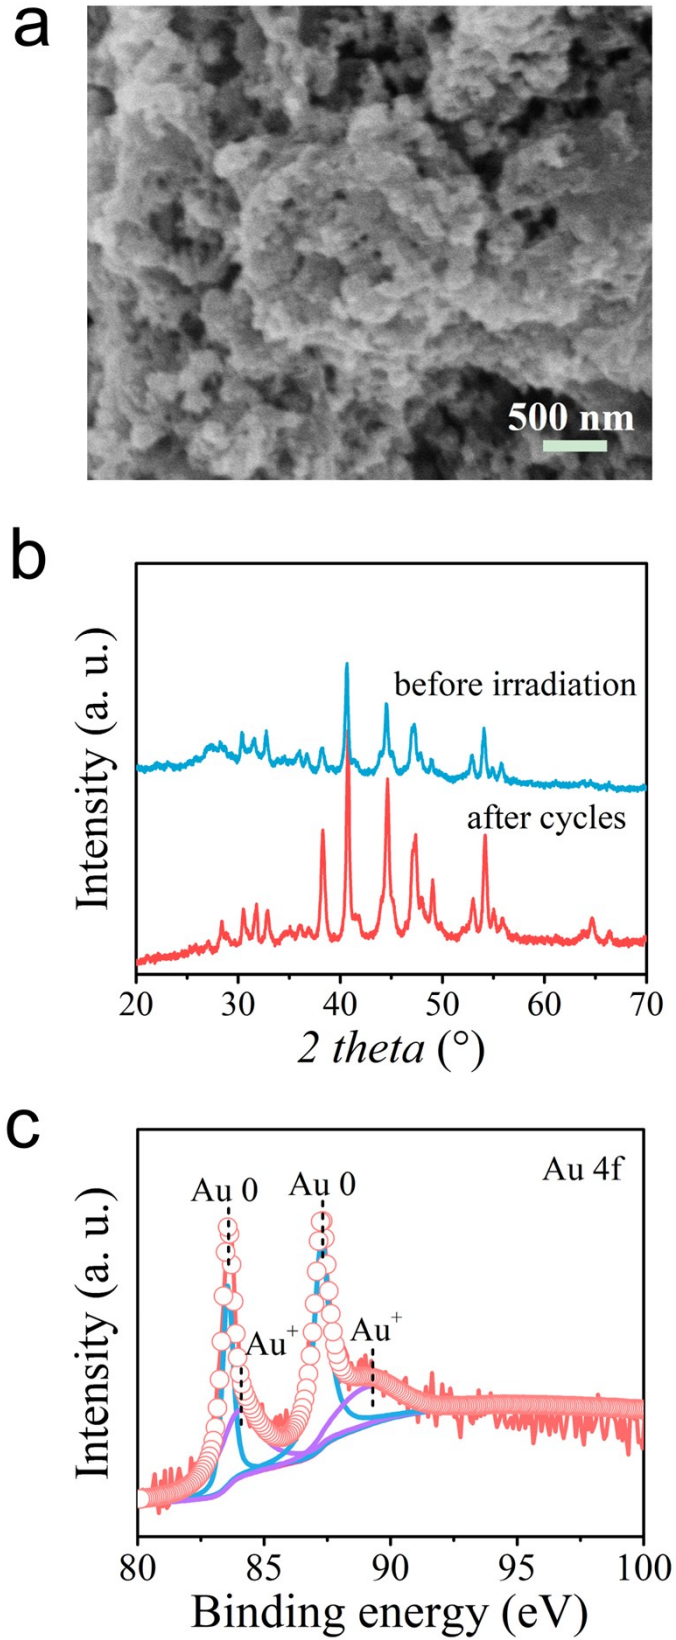 a
500 nm
b
Intensity (a. u.)
before irradiation
after cycles
20 30 40 50 60 70
2 theta (°)
c
Intensity (a. u.)
Au 4f
Au 0 Au 0
Au⁺ Au⁺
80 85 90 95 100
Binding energy (eV)